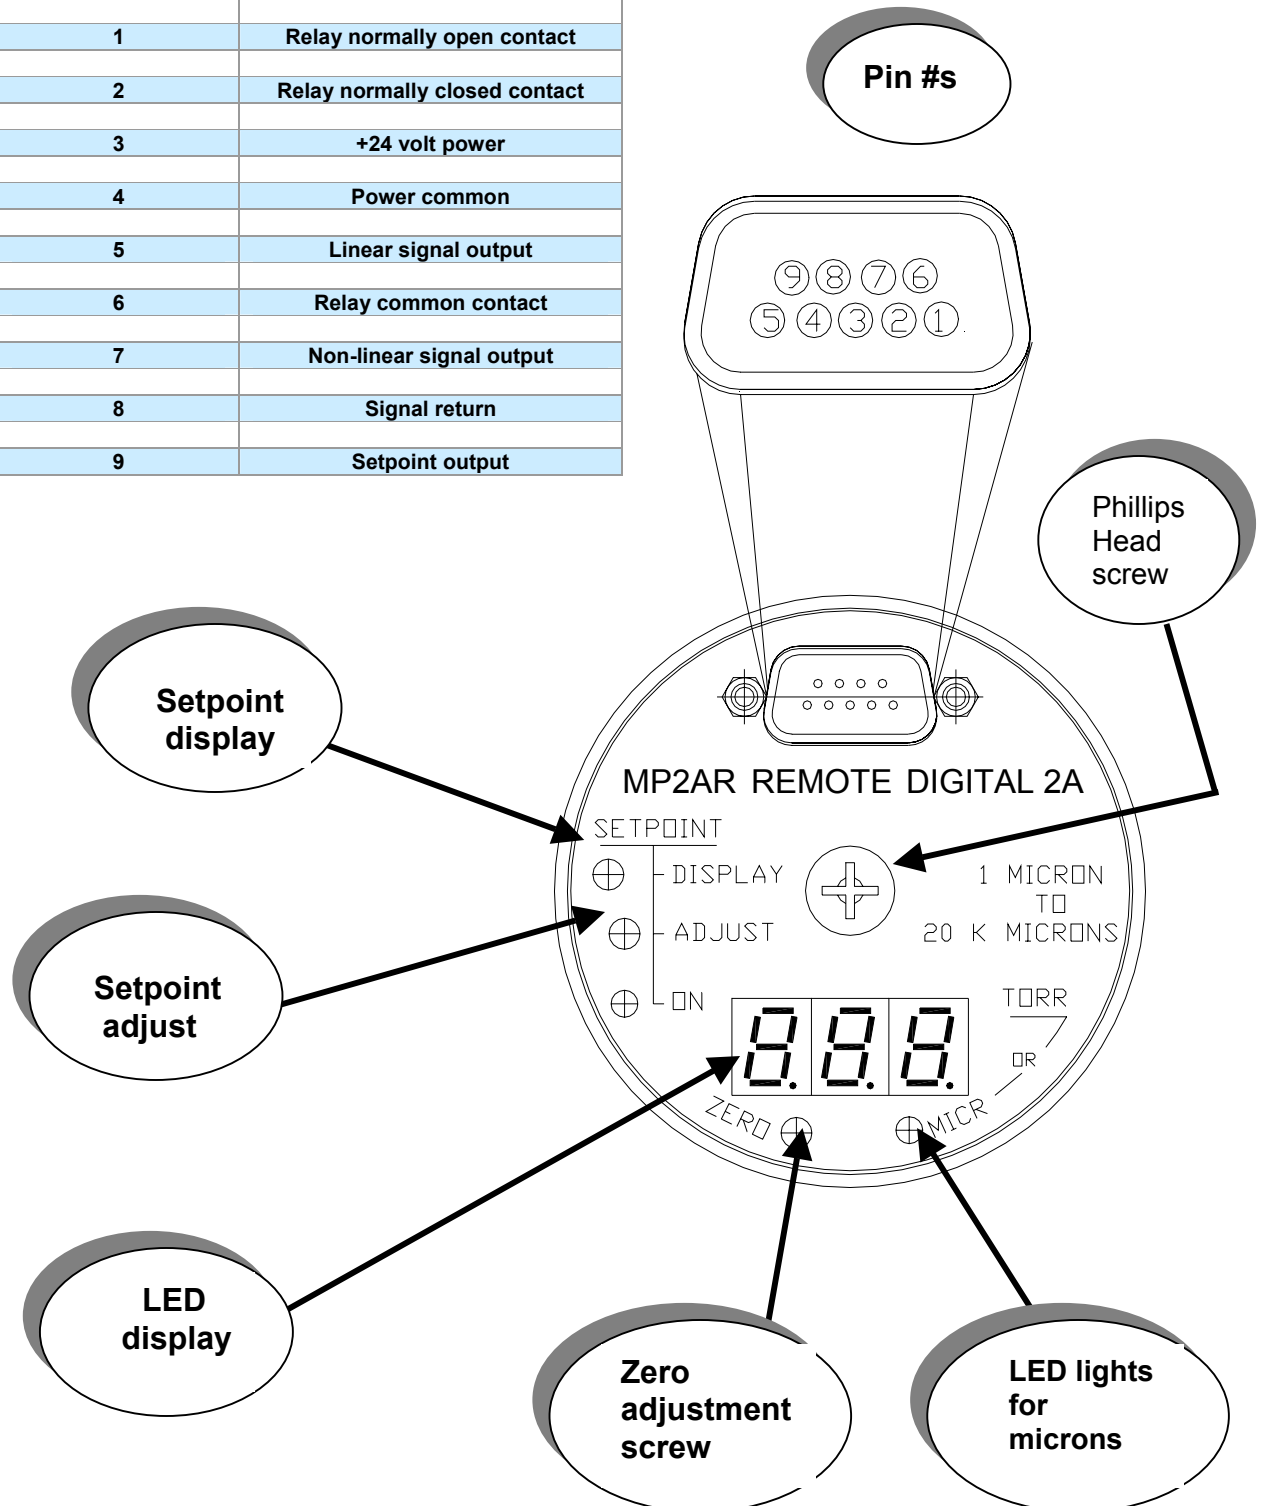 1 Relay normally open contact
2 Relay normally closed contact
3 +24 volt power
4 Power common
5 Linear signal output
6 Relay common contact
7 Non-linear signal output
8 Signal return
9 Setpoint output
Pin #s
9 8 7 6
5 4 3 2 1
Phillips
Head
screw
Setpoint
display
MP2AR REMOTE DIGITAL 2A
SETPOINT
DISPLAY
ADJUST
ON
1 MICRON
TO
20 K MICRONS
TORR
OR
MICR
8.8.8.
ZERO
Setpoint
adjust
LED
display
Zero
adjustment
screw
LED lights
for
microns